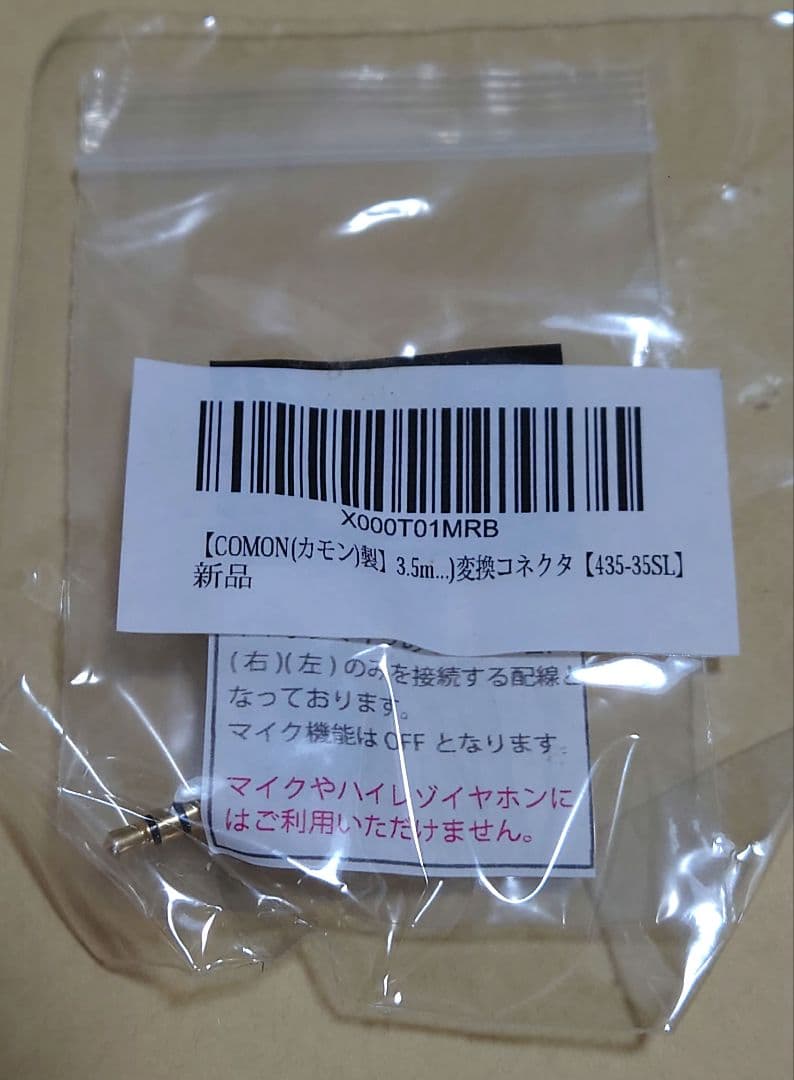 X000T01MRB
【COMON(カモン)製】3.5m...)変換コネクタ【435-35SL】
新品
(右)(左)のみを接続する配線と
なっております。
マイク機能はOFFとなります。
マイクやハイレゾイヤホンに
はご利用いただけません。